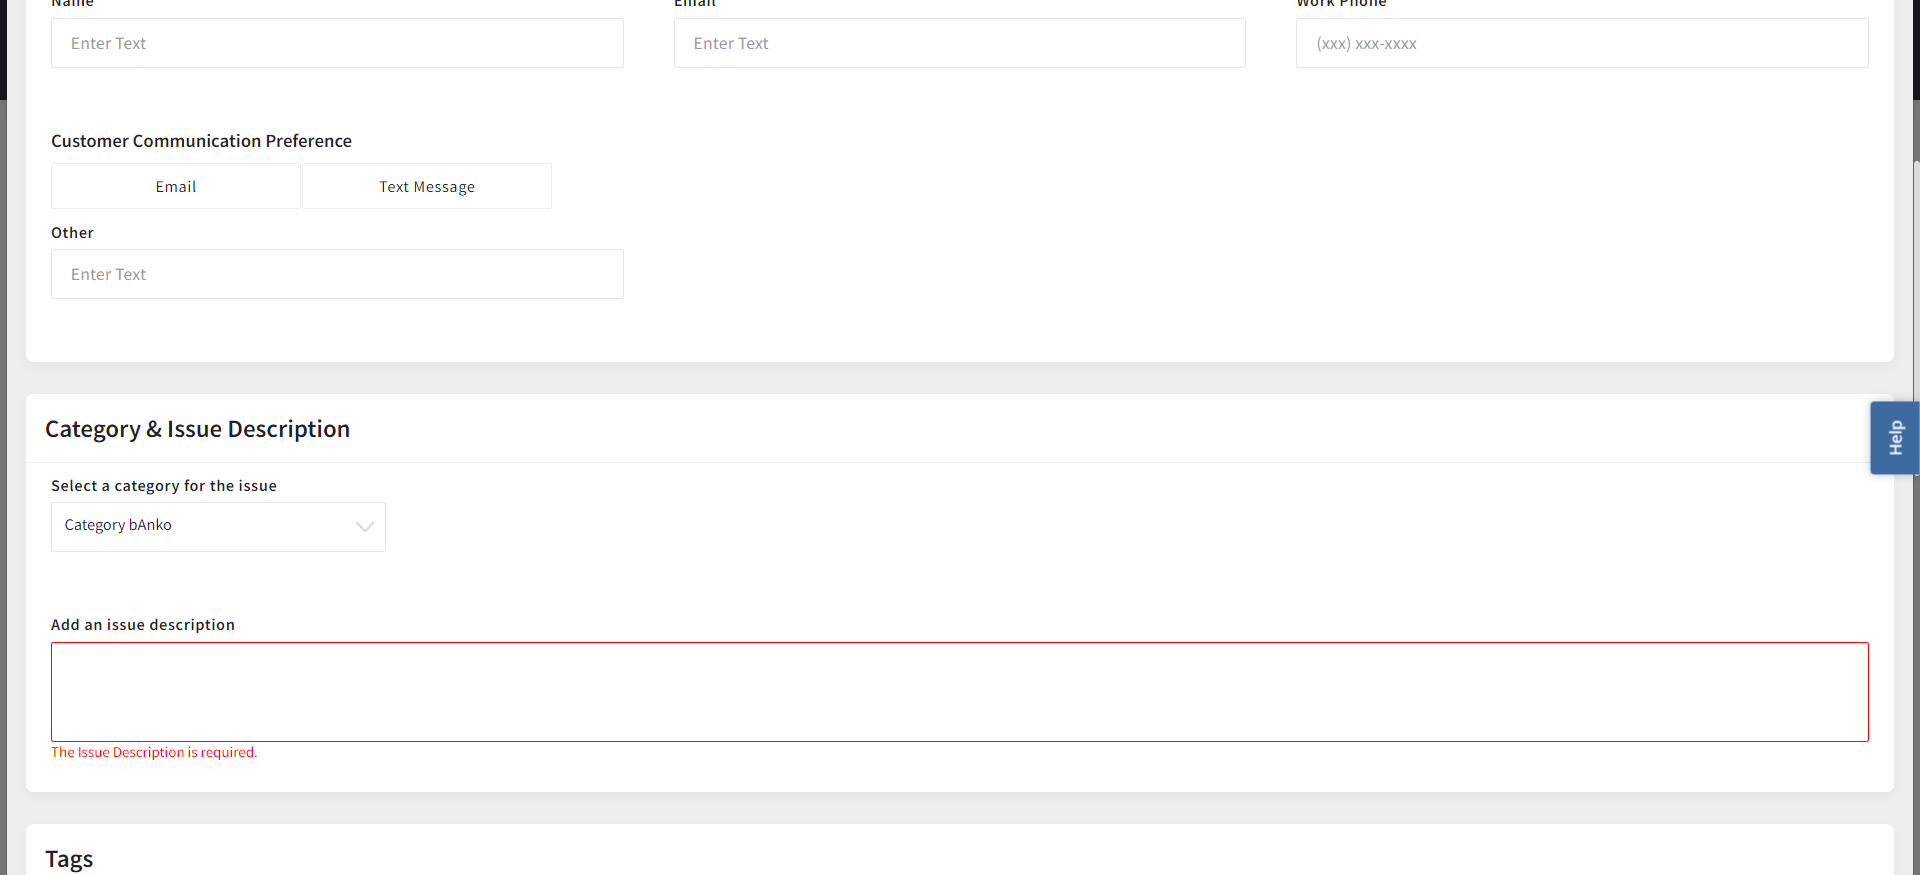 Name Email Work Phone
Enter Text Enter Text (xxx) xxx-xxxx
Customer Communication Preference
Email Text Message
Other
Enter Text
Category & Issue Description
Help
Select a category for the issue
Category bAnko
Add an issue description
The Issue Description is required.
Tags